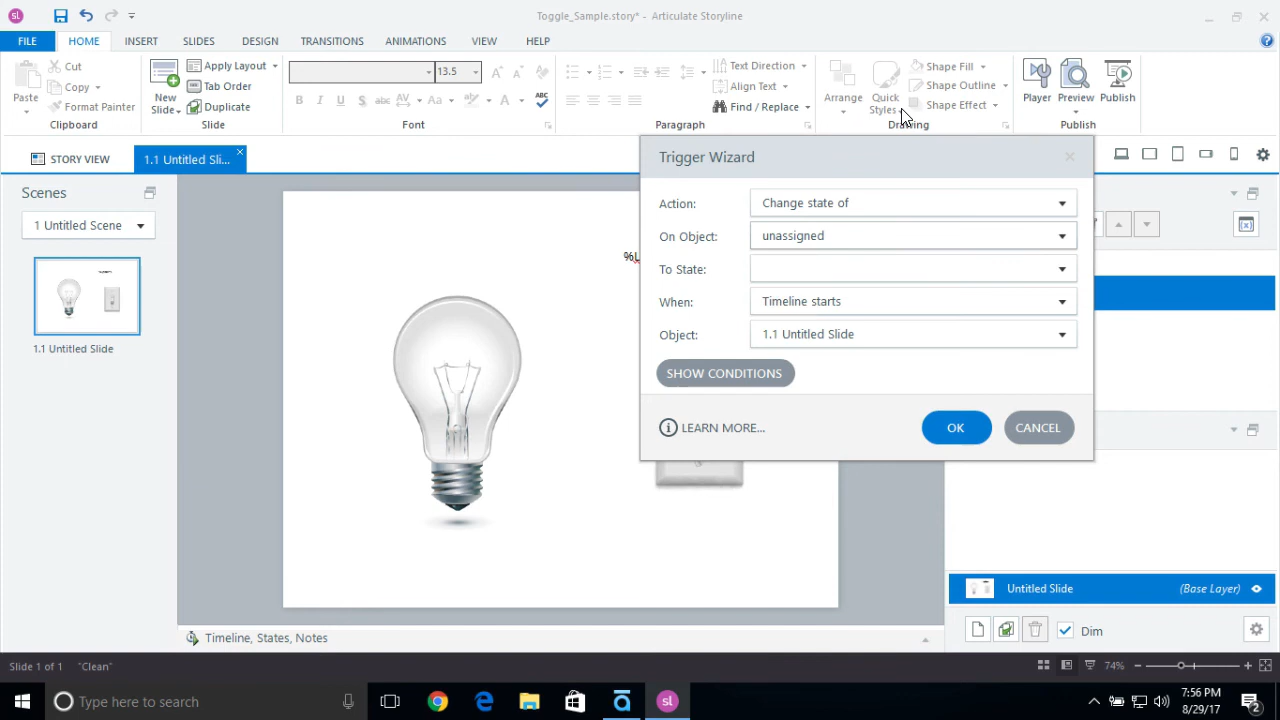 sl
Toggle_Sample.story* - Articulate Storyline
FILE
HOME
INSERT
SLIDES
DESIGN
TRANSITIONS
ANIMATIONS
VIEW
HELP
Paste
Cut
Copy
Format Painter
Clipboard
New Slide
Apply Layout
Tab Order
Duplicate
Slide
13.5
B I U S abc AV Aa A
ABC
Font
Text Direction
Align Text
Find / Replace
Paragraph
Arrange
Quick Styles
Shape Fill
Shape Outline
Shape Effect
Drawing
Player
Preview
Publish
Publish
STORY VIEW
1.1 Untitled Sli...
Scenes
1 Untitled Scene
1.1 Untitled Slide
Trigger Wizard
Action: Change state of
On Object: unassigned
To State:
When: Timeline starts
Object: 1.1 Untitled Slide
SHOW CONDITIONS
LEARN MORE...
OK
CANCEL
Untitled Slide
(Base Layer)
Dim
Timeline, States, Notes
Slide 1 of 1
"Clean"
74%
Type here to search
sl
7:56 PM
8/29/17
2